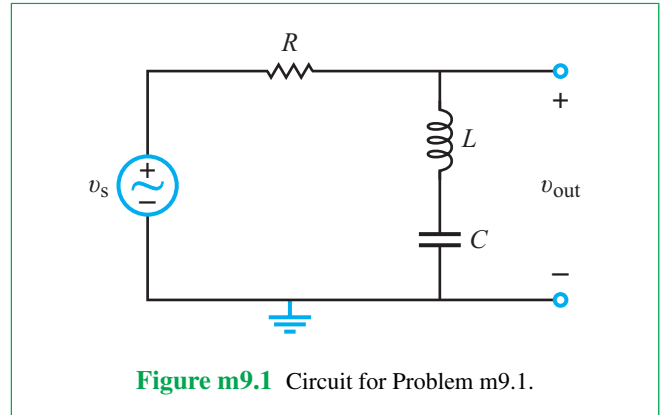 R
+
L
+
−
v_s
v_out
C
−
Figure m9.1 Circuit for Problem m9.1.